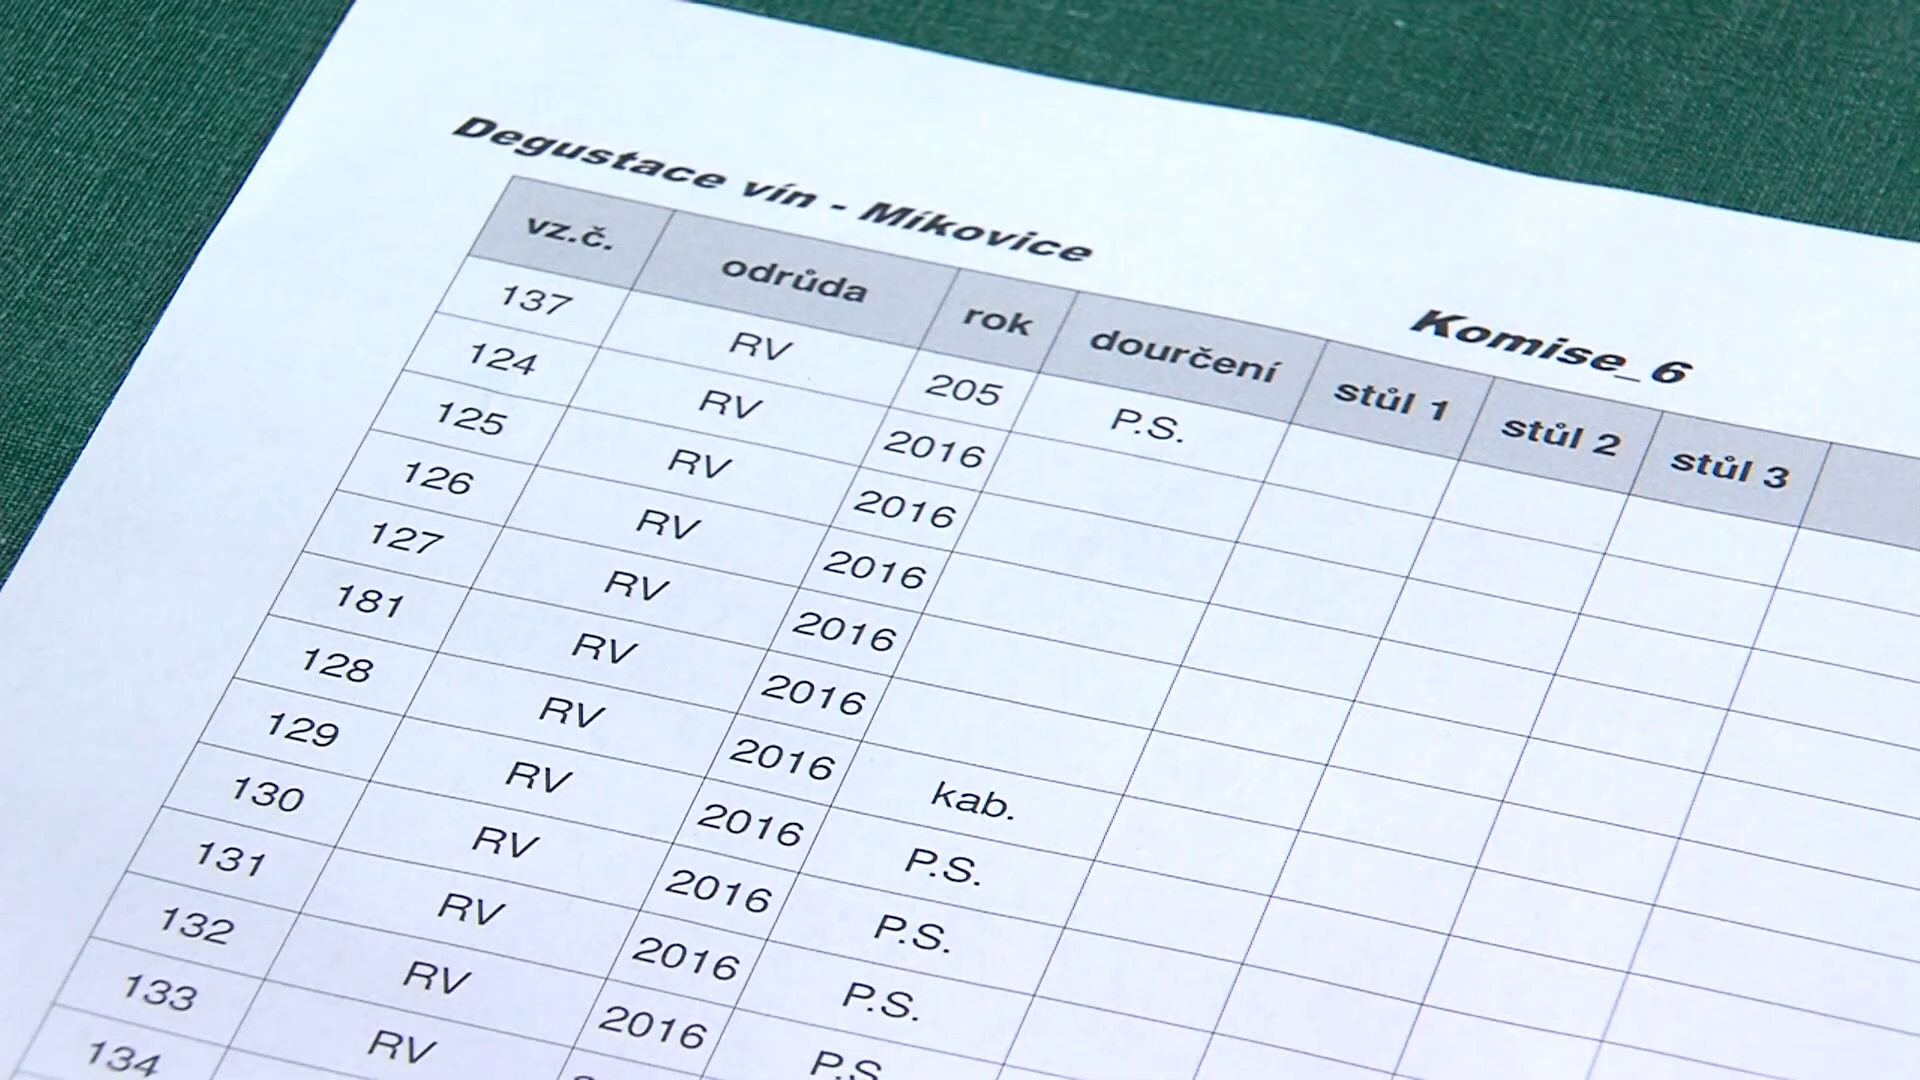 Degustace vín - Míkovice
Komise_6
vz.č. odrůda rok dourčení stůl 1 stůl 2 stůl 3
137 RV 205 P.S.
124 RV 2016
125 RV 2016
126 RV 2016
127 RV 2016
181 RV 2016
128 RV 2016 kab.
129 RV 2016 P.S.
130 RV 2016 P.S.
131 RV 2016 P.S.
132 RV 2016 P.S.
133 RV
134